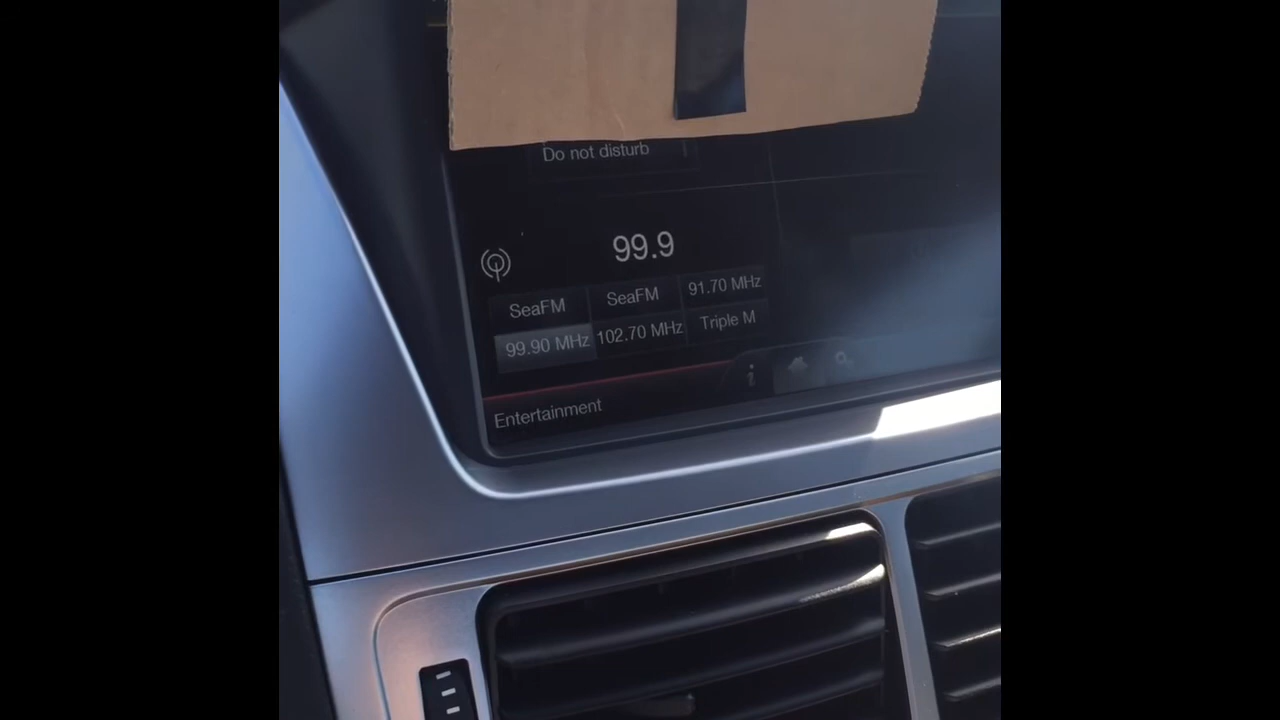 Do not disturb
99.9
SeaFM SeaFM 91.70 MHz
99.90 MHz 102.70 MHz Triple M
i
Entertainment